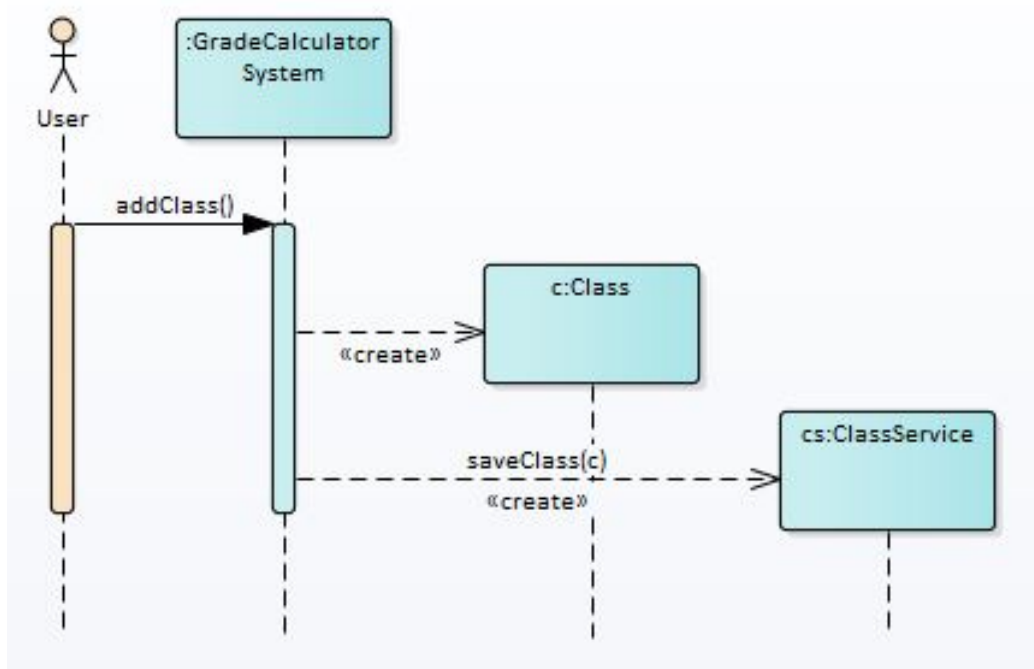 :GradeCalculator
System
User
addClass()
c:Class
«create»
cs:ClassService
saveClass(c)
«create»